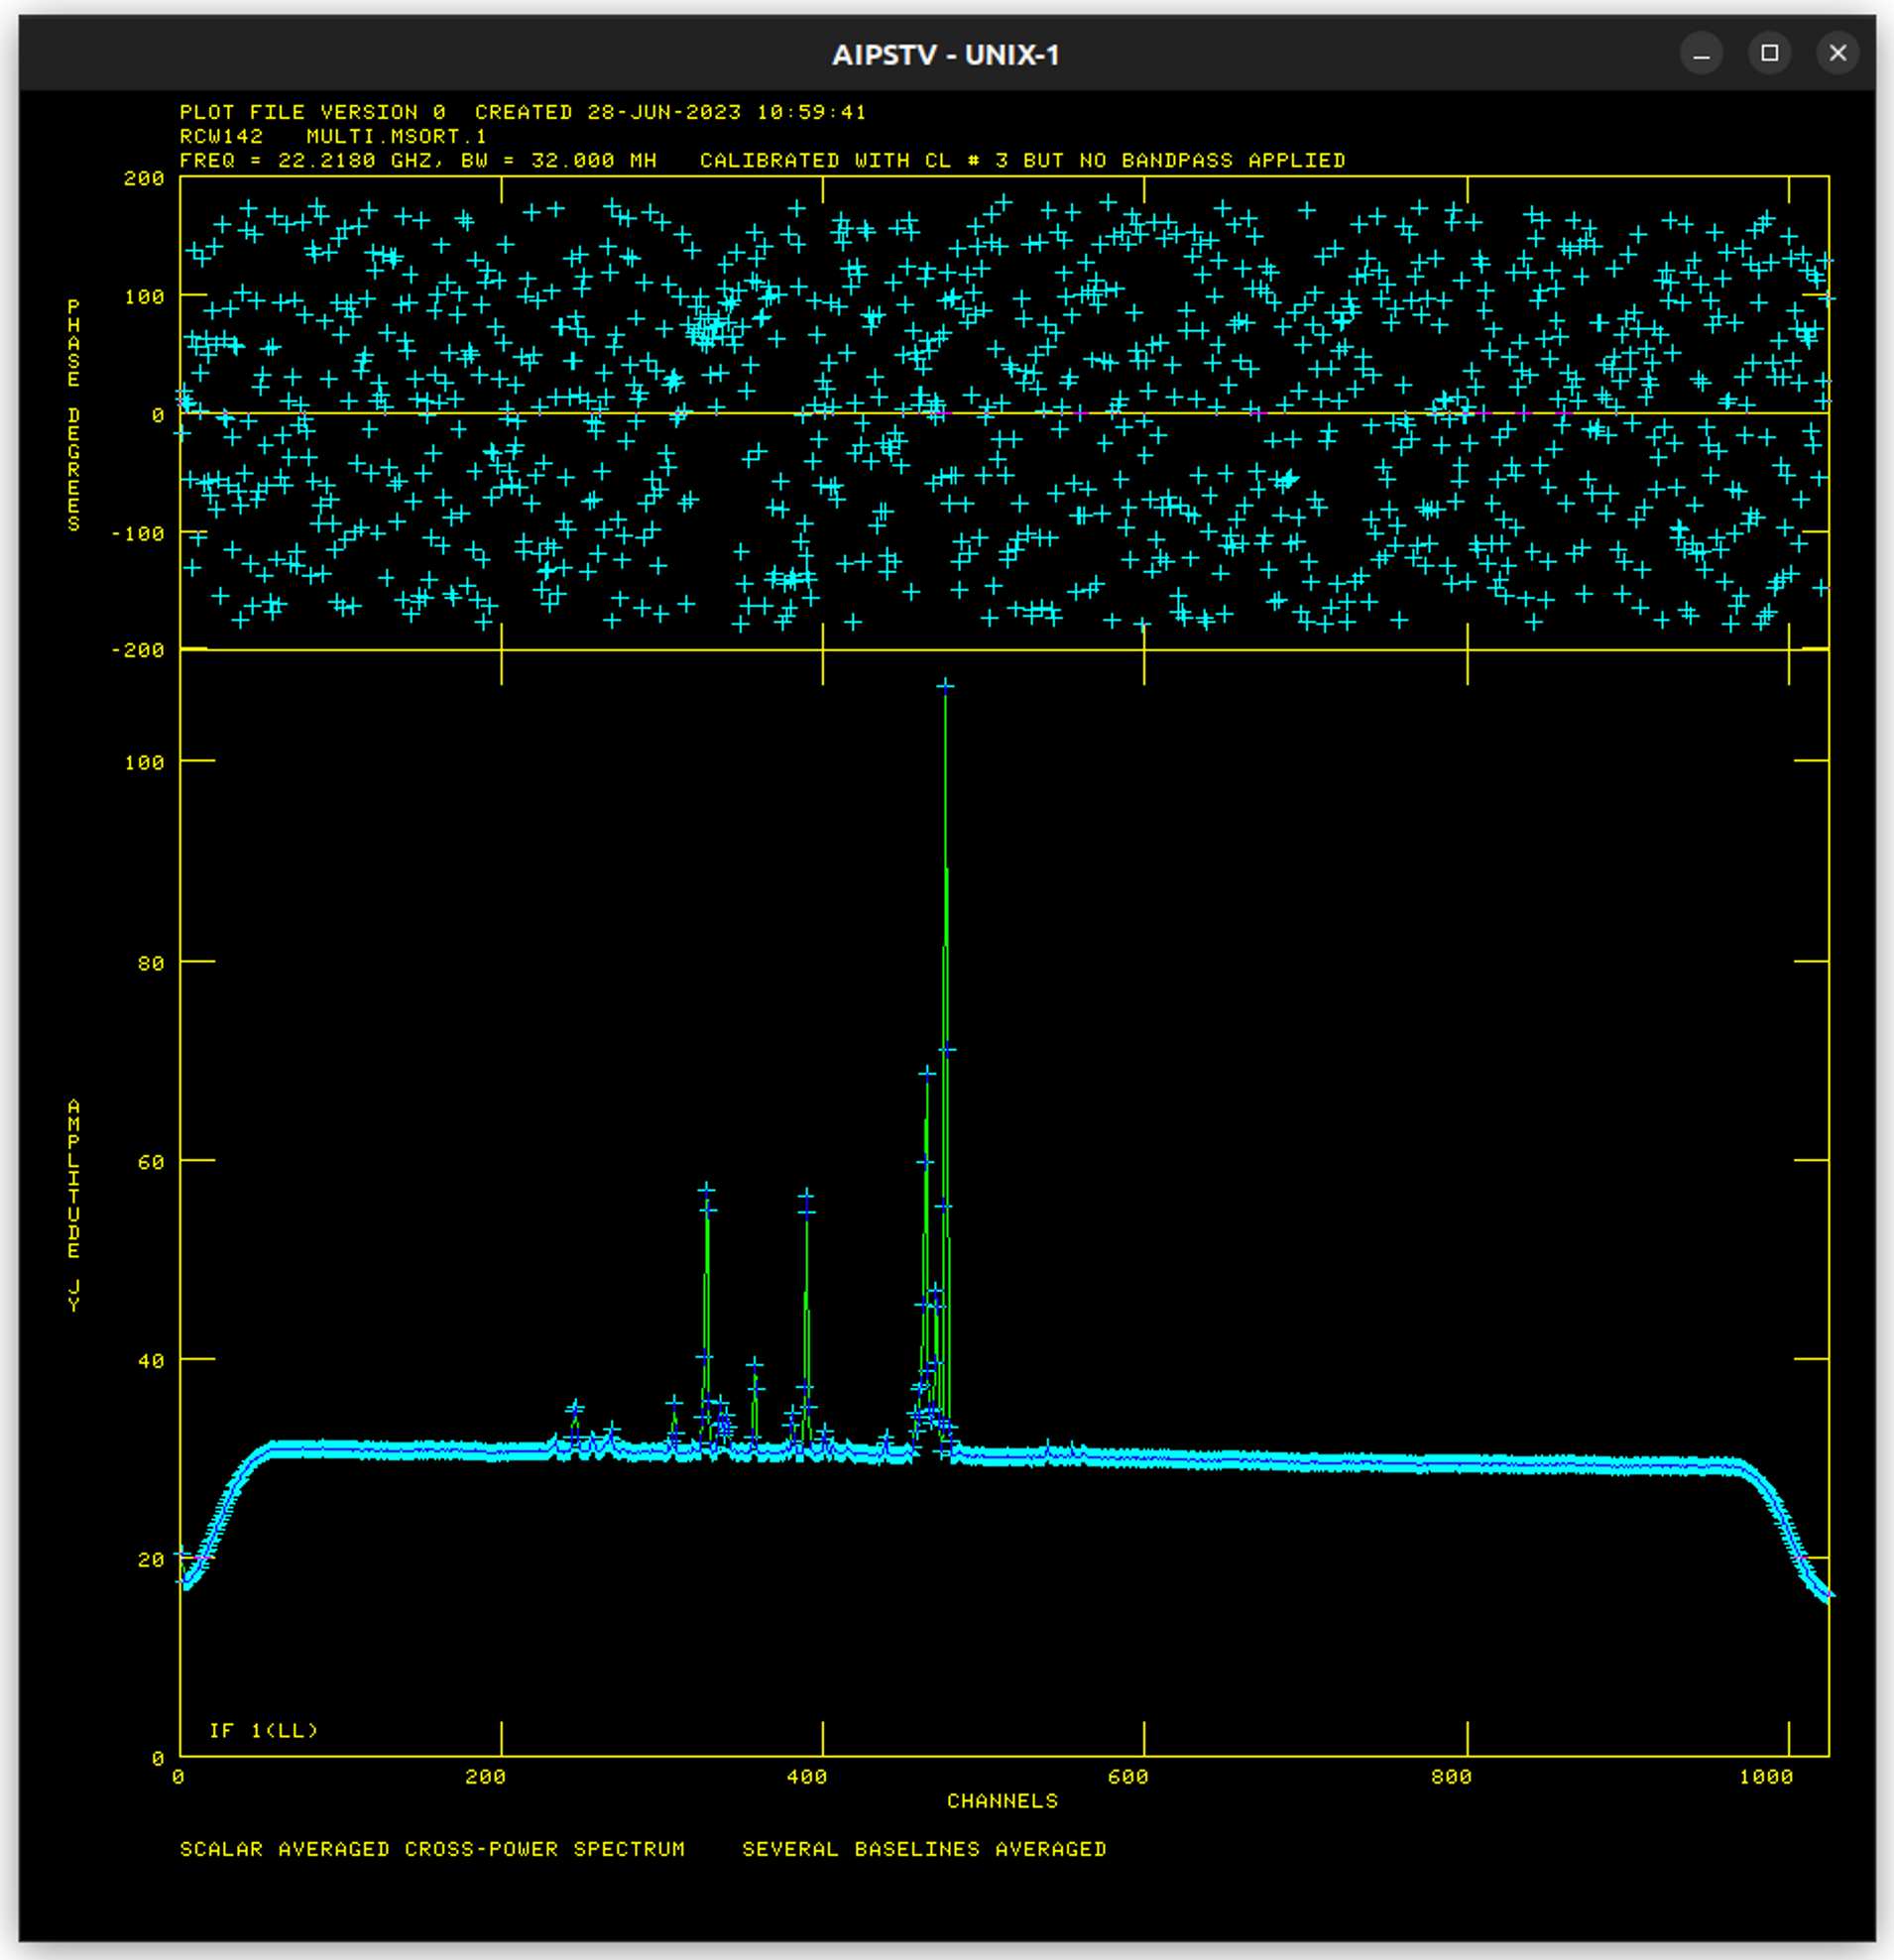 AIPSTV - UNIX-1
PLOT FILE VERSION 0 CREATED 28-JUN-2023 10:59:41
RCW142 MULTI.MSORT.1
FREQ = 22.2180 GHZ, BW = 32.000 MH CALIBRATED WITH CL # 3 BUT NO BANDPASS APPLIED
200
100
0
-100
-200
PHASE DEGREES
100
80
60
40
20
0
AMPLITUDE JY
IF 1(LL)
0 200 400 600 800 1000
CHANNELS
SCALAR AVERAGED CROSS-POWER SPECTRUM SEVERAL BASELINES AVERAGED